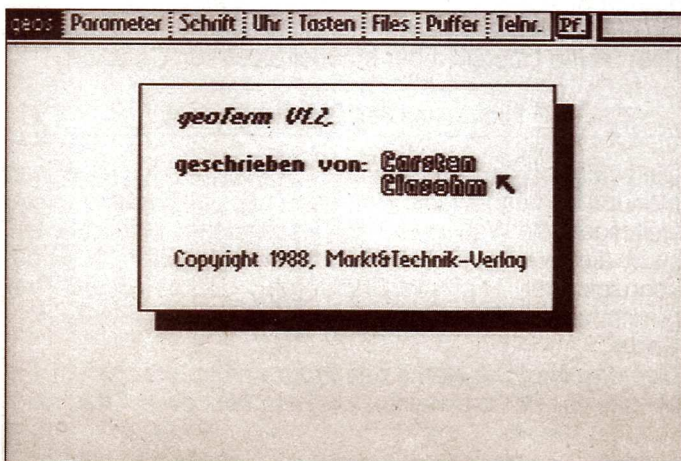 geos Parameter Schrift Uhr Tasten Files Puffer Telnr. Pf.
geoTerm V1.2
geschrieben von: Carsten
Clasohm
Copyright 1988, Markt&Technik-Verlag